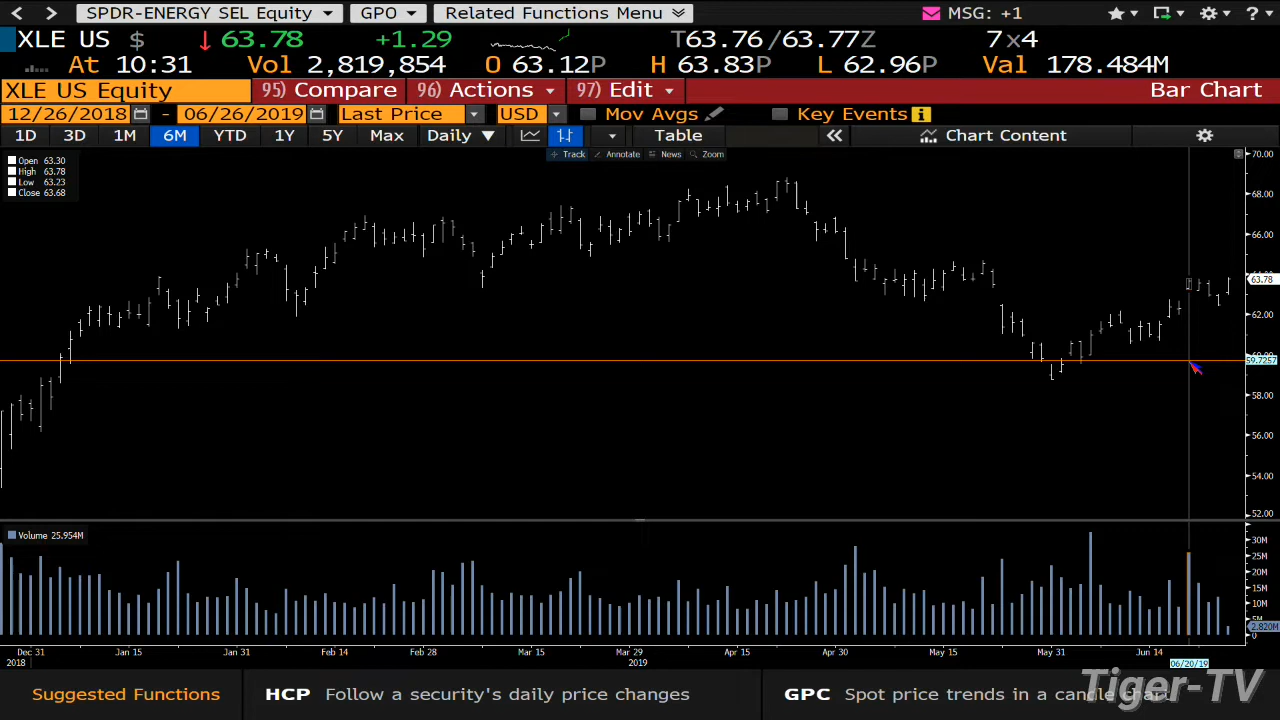 SPDR-ENERGY SEL Equity GPO Related Functions Menu MSG: +1 ?
XLE US $ ↓ 63.78 +1.29 T63.76/63.77Z 7x4
At 10:31 Vol 2,819,854 O 63.12P H 63.83P L 62.96P Val 178.484M
XLE US Equity 95) Compare 96) Actions 97) Edit Bar Chart
12/26/2018 - 06/26/2019 Last Price USD Mov Avgs Key Events i
1D 3D 1M 6M YTD 1Y 5Y Max Daily Table Chart Content
Track Annotate News Zoom
Open 63.30
High 63.78
Low 63.23
Close 63.68
70.00
68.00
66.00
63.78
62.00
59.7257
58.00
56.00
54.00
52.00
Volume 25.954M
30M
25M
20M
15M
10M
2.820M
0
Dec 31 Jan 15 Jan 31 Feb 14 Feb 28 Mar 15 Mar 29 Apr 15 Apr 30 May 15 May 31 Jun 14
2018 2019 06/20/19
Suggested Functions HCP Follow a security's daily price changes GPC Spot price trends in a candle chart
Tiger-TV